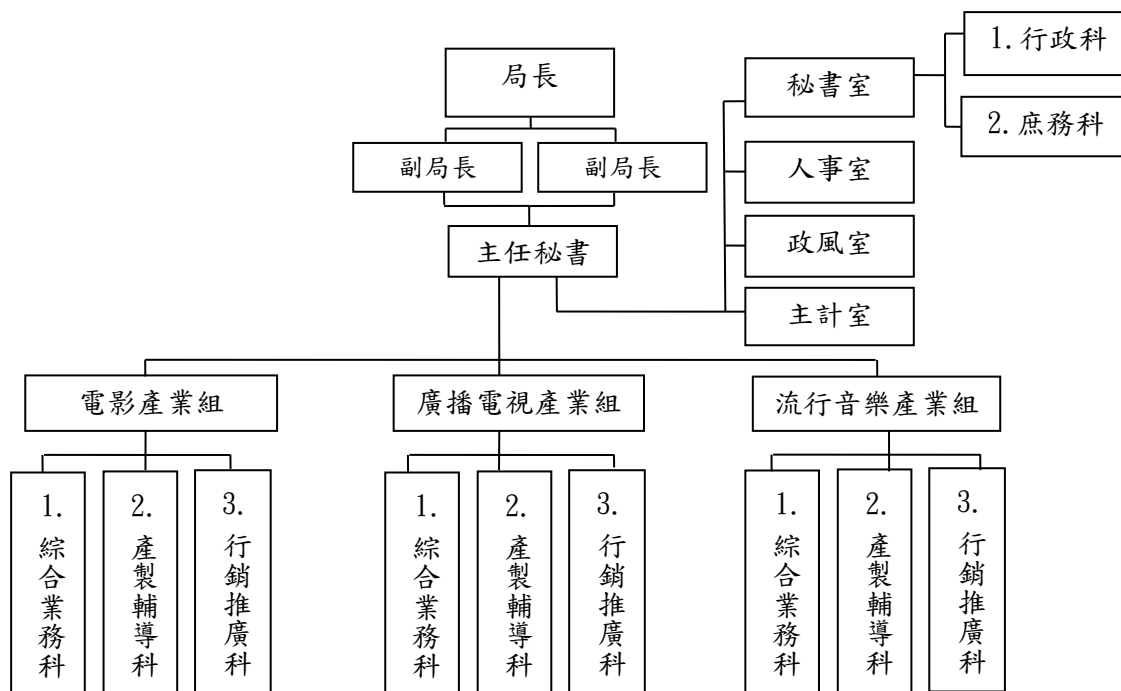 局長
副局長
副局長
主任秘書
秘書室
1.行政科
2.庶務科
人事室
政風室
主計室
電影產業組
1.綜合業務科
2.產製輔導科
3.行銷推廣科
廣播電視產業組
1.綜合業務科
2.產製輔導科
3.行銷推廣科
流行音樂產業組
1.綜合業務科
2.產製輔導科
3.行銷推廣科